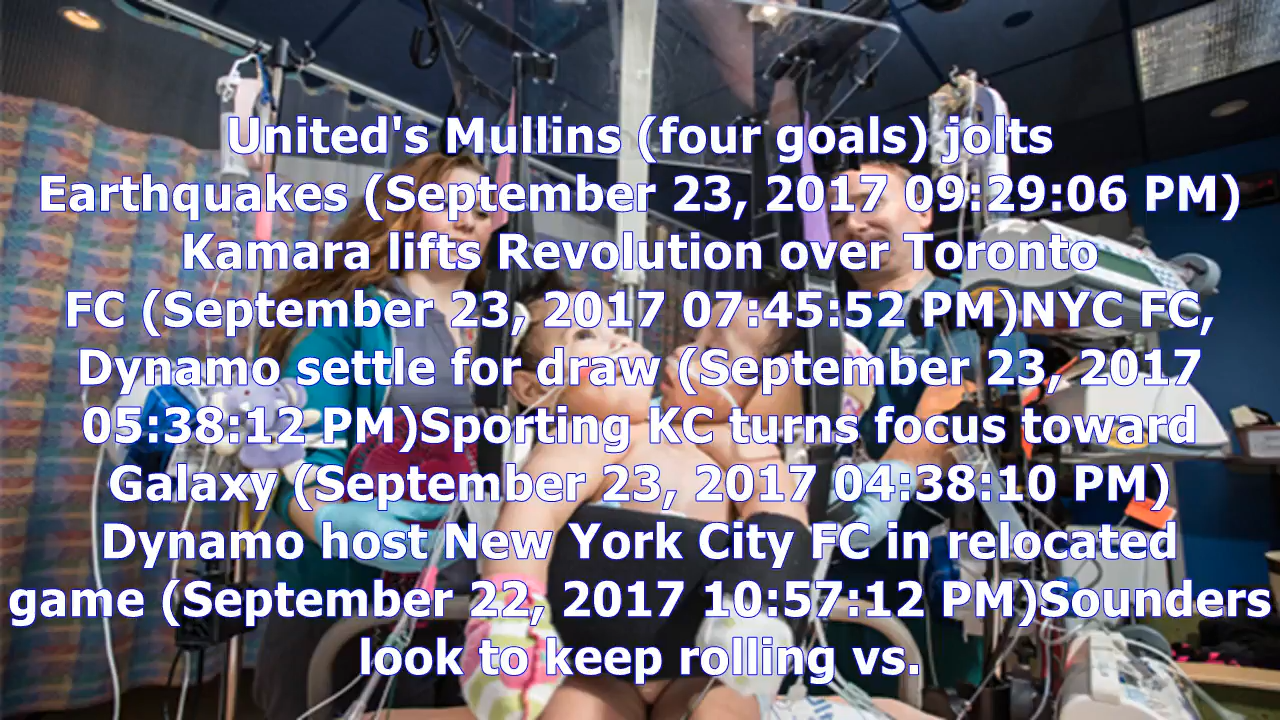 United's Mullins (four goals) jolts
Earthquakes (September 23, 2017 09:29:06 PM)
Kamara lifts Revolution over Toronto
FC (September 23, 2017 07:45:52 PM)NYC FC,
Dynamo settle for draw (September 23, 2017
05:38:12 PM)Sporting KC turns focus toward
Galaxy (September 23, 2017 04:38:10 PM)
Dynamo host New York City FC in relocated
game (September 22, 2017 10:57:12 PM)Sounders
look to keep rolling vs.